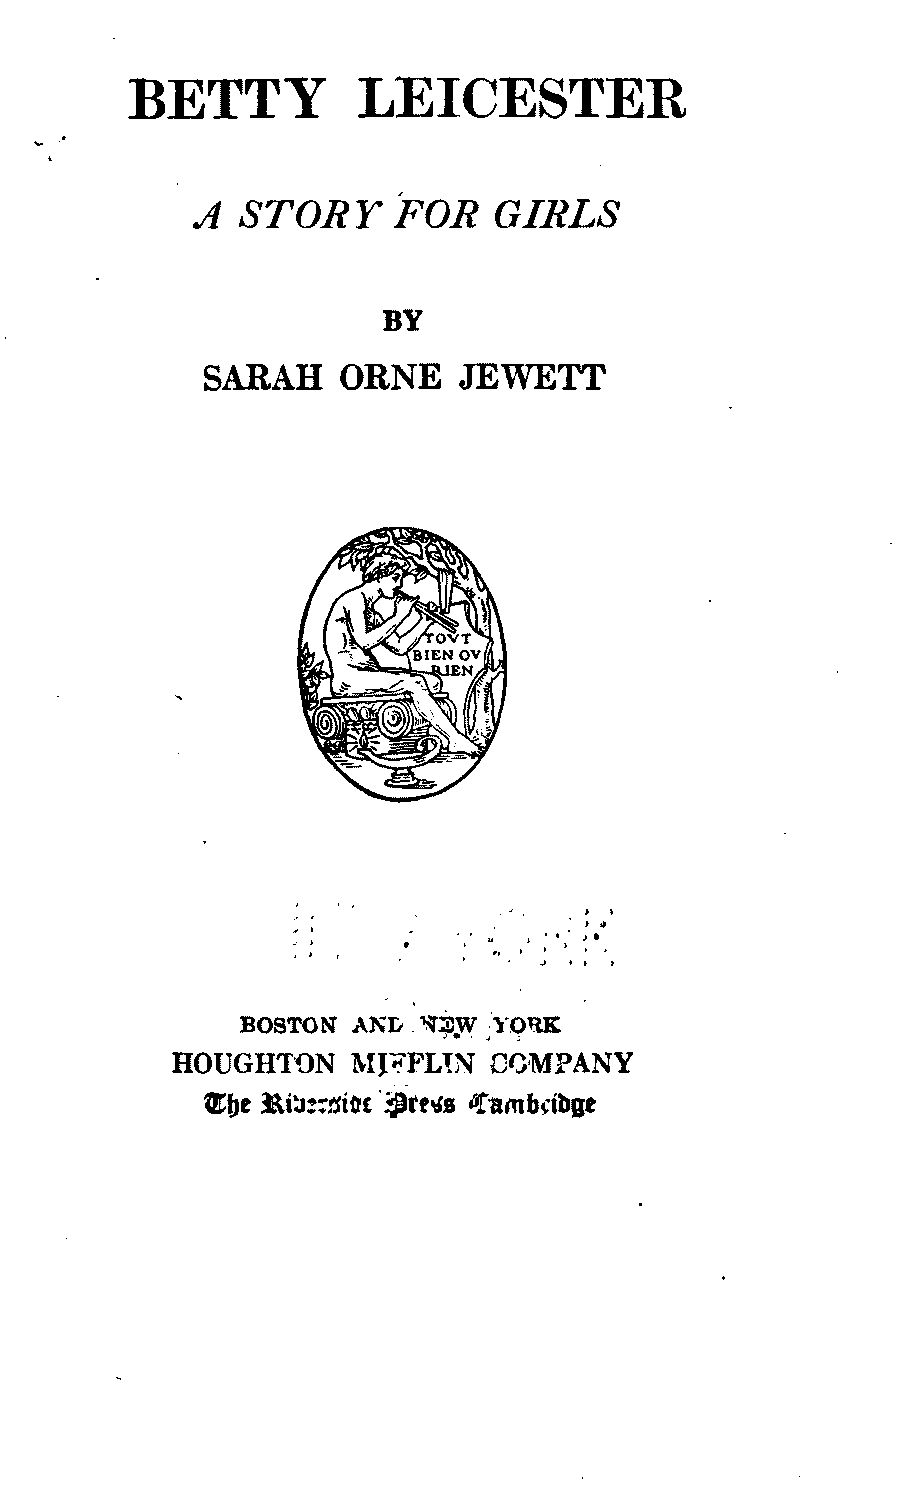 BETTY LEICESTER
A STORY FOR GIRLS
BY
SARAH ORNE JEWETT
TOVT
BIEN OV
RIEN
BOSTON AND NEW YORK
HOUGHTON MIFFLIN COMPANY
The Riverside Press Cambridge